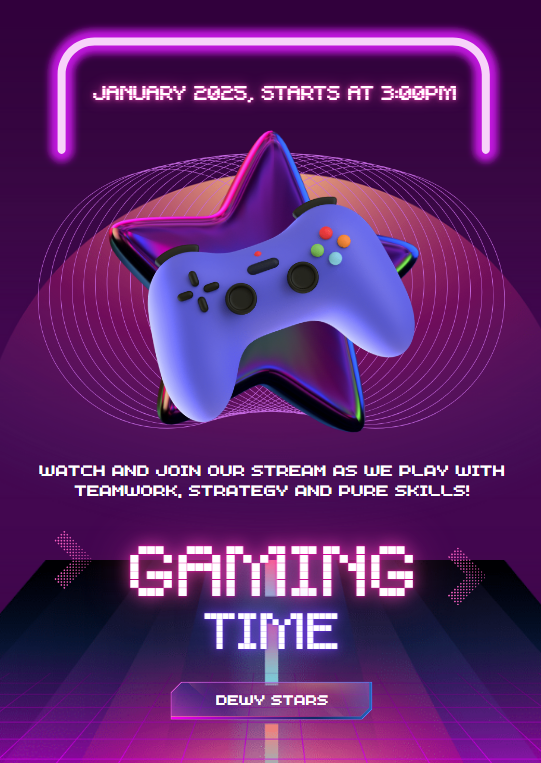 JANUARY 2025, STARTS AT 3:00PM
WATCH AND JOIN OUR STREAM AS WE PLAY WITH
TEAMWORK, STRATEGY AND PURE SKILLS!
GAMING
TIME
DEWY STARS